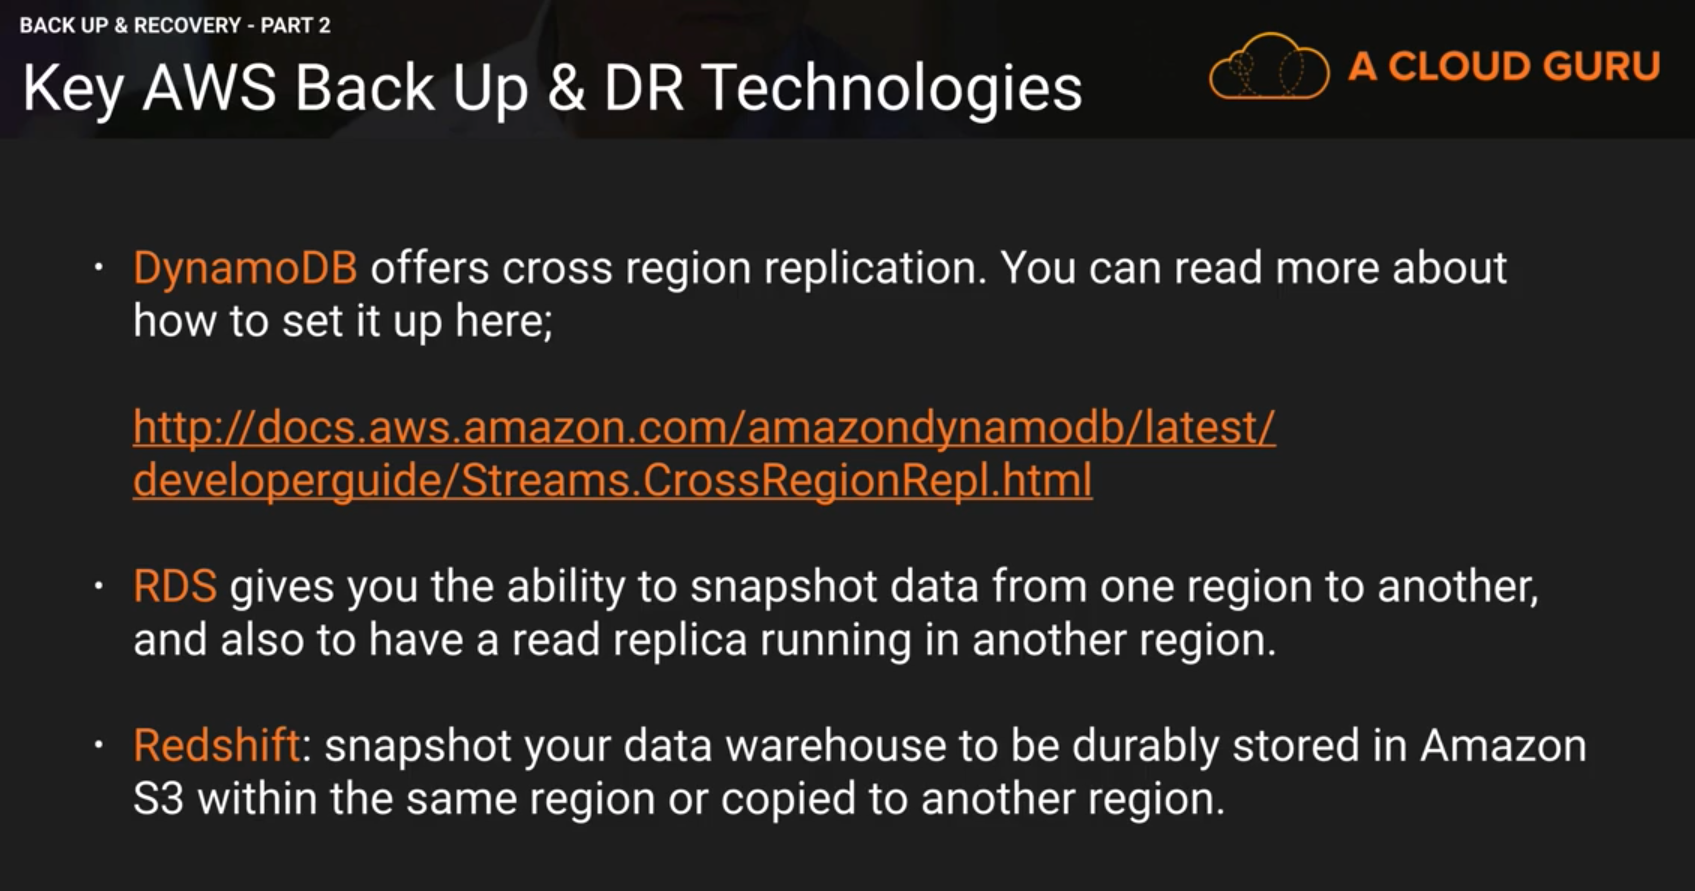 BACK UP & RECOVERY - PART 2
Key AWS Back Up & DR Technologies
A CLOUD GURU
• DynamoDB offers cross region replication. You can read more about
how to set it up here;
http://docs.aws.amazon.com/amazondynamodb/latest/
developerguide/Streams.CrossRegionRepl.html
• RDS gives you the ability to snapshot data from one region to another,
and also to have a read replica running in another region.
• Redshift: snapshot your data warehouse to be durably stored in Amazon
S3 within the same region or copied to another region.